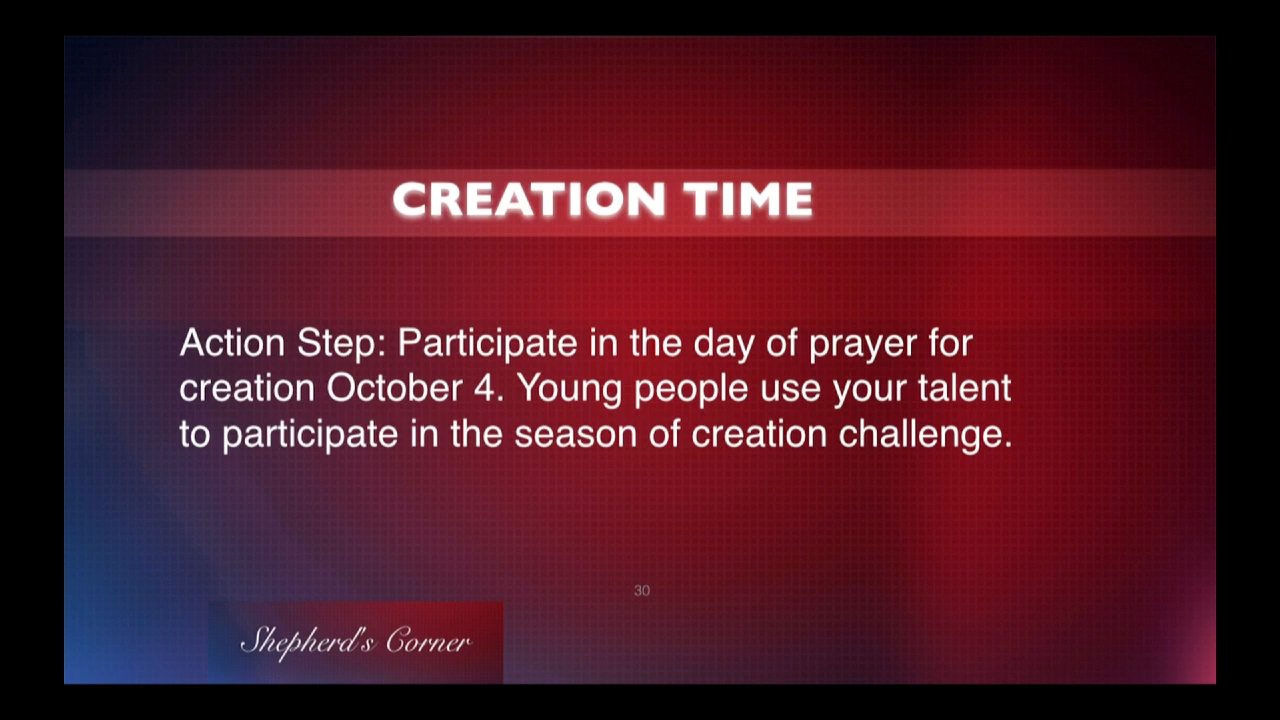 CREATION TIME
Action Step: Participate in the day of prayer for
creation October 4. Young people use your talent
to participate in the season of creation challenge.
30
Shepherd's Corner